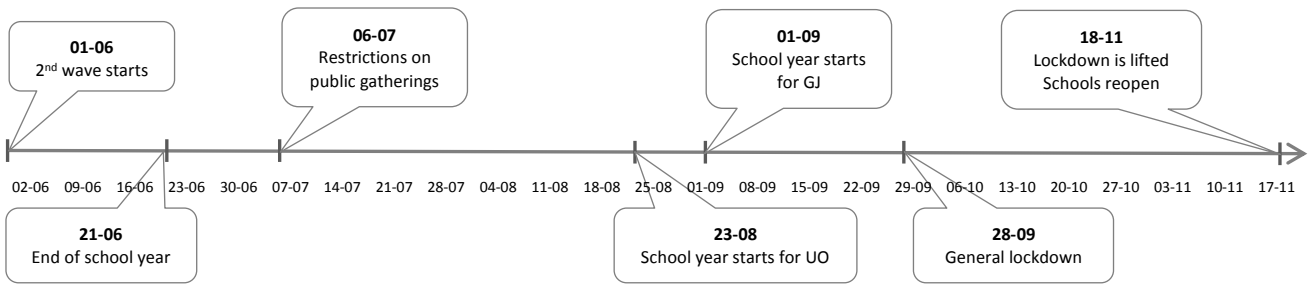 01-06
2nd wave starts
06-07
Restrictions on
public gatherings
01-09
School year starts
for GJ
18-11
Lockdown is lifted
Schools reopen
02-06 09-06 16-06 23-06 30-06 07-07 14-07 21-07 28-07 04-08 11-08 18-08 25-08 01-09 08-09 15-09 22-09 29-09 06-10 13-10 20-10 27-10 03-11 10-11 17-11
21-06
End of school year
23-08
School year starts for UO
28-09
General lockdown